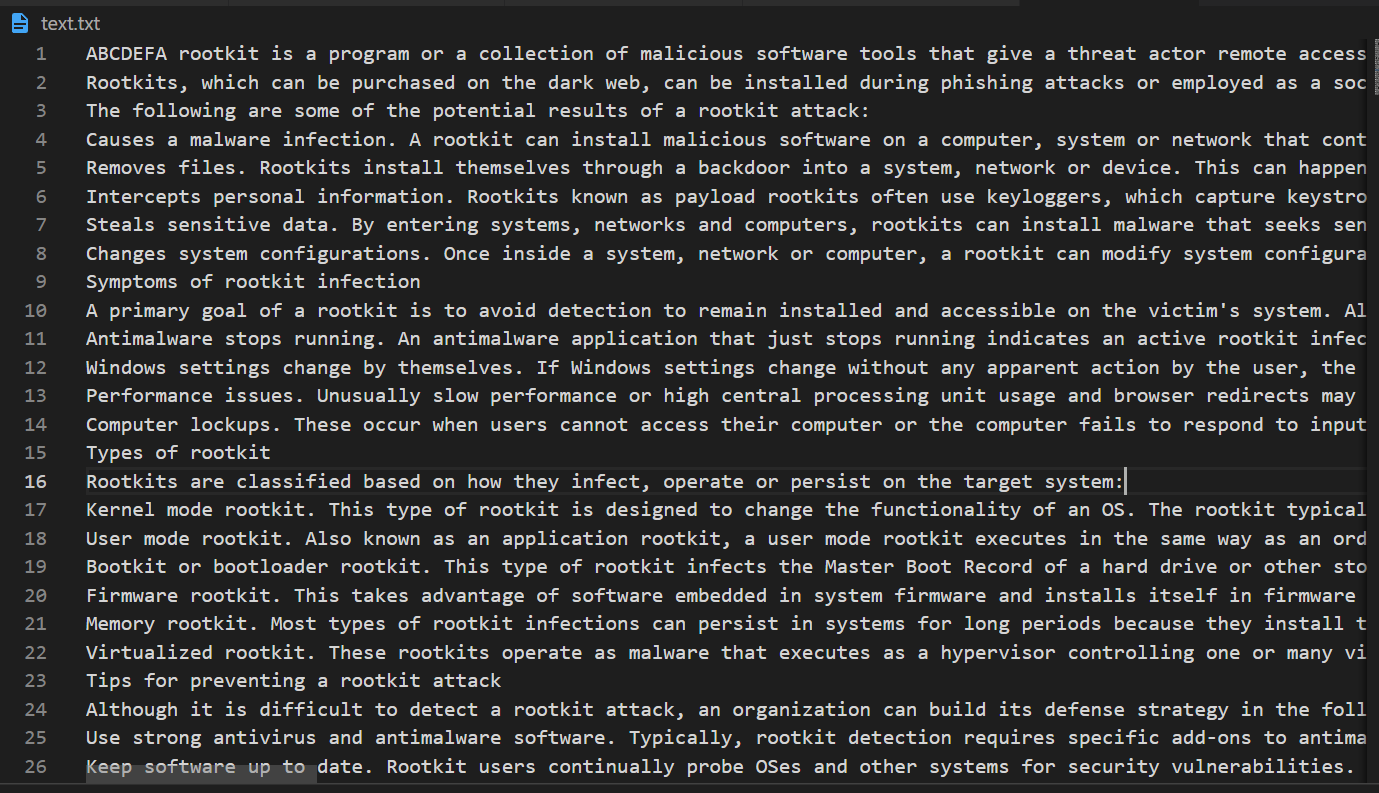 text.txt
1 ABCDEFA rootkit is a program or a collection of malicious software tools that give a threat actor remote access
2 Rootkits, which can be purchased on the dark web, can be installed during phishing attacks or employed as a soc
3 The following are some of the potential results of a rootkit attack:
4 Causes a malware infection. A rootkit can install malicious software on a computer, system or network that cont
5 Removes files. Rootkits install themselves through a backdoor into a system, network or device. This can happen
6 Intercepts personal information. Rootkits known as payload rootkits often use keyloggers, which capture keystro
7 Steals sensitive data. By entering systems, networks and computers, rootkits can install malware that seeks sen
8 Changes system configurations. Once inside a system, network or computer, a rootkit can modify system configura
9 Symptoms of rootkit infection
10 A primary goal of a rootkit is to avoid detection to remain installed and accessible on the victim's system. Al
11 Antimalware stops running. An antimalware application that just stops running indicates an active rootkit infec
12 Windows settings change by themselves. If Windows settings change without any apparent action by the user, the
13 Performance issues. Unusually slow performance or high central processing unit usage and browser redirects may
14 Computer lockups. These occur when users cannot access their computer or the computer fails to respond to input
15 Types of rootkit
16 Rootkits are classified based on how they infect, operate or persist on the target system:
17 Kernel mode rootkit. This type of rootkit is designed to change the functionality of an OS. The rootkit typical
18 User mode rootkit. Also known as an application rootkit, a user mode rootkit executes in the same way as an ord
19 Bootkit or bootloader rootkit. This type of rootkit infects the Master Boot Record of a hard drive or other sto
20 Firmware rootkit. This takes advantage of software embedded in system firmware and installs itself in firmware
21 Memory rootkit. Most types of rootkit infections can persist in systems for long periods because they install t
22 Virtualized rootkit. These rootkits operate as malware that executes as a hypervisor controlling one or many vi
23 Tips for preventing a rootkit attack
24 Although it is difficult to detect a rootkit attack, an organization can build its defense strategy in the foll
25 Use strong antivirus and antimalware software. Typically, rootkit detection requires specific add-ons to antima
26 Keep software up to date. Rootkit users continually probe OSes and other systems for security vulnerabilities.